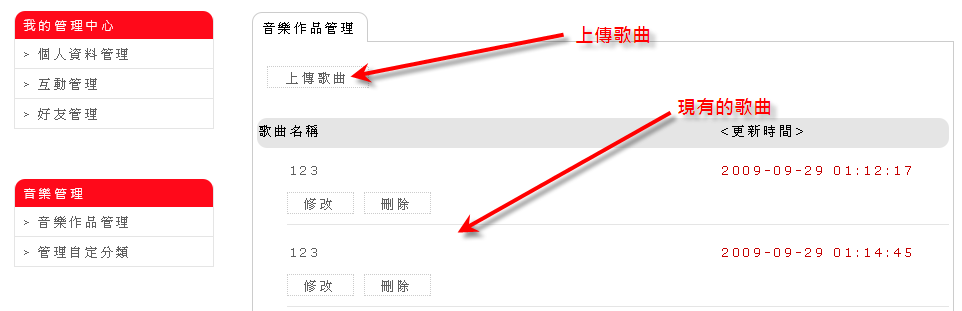 我的管理中心
> 個人資料管理
> 互動管理
> 好友管理
音樂管理
> 音樂作品管理
> 管理自定分類
音樂作品管理
上傳歌曲
上傳歌曲
現有的歌曲
歌曲名稱 <更新時間>
123 2009-09-29 01:12:17
修改 刪除
123 2009-09-29 01:14:45
修改 刪除